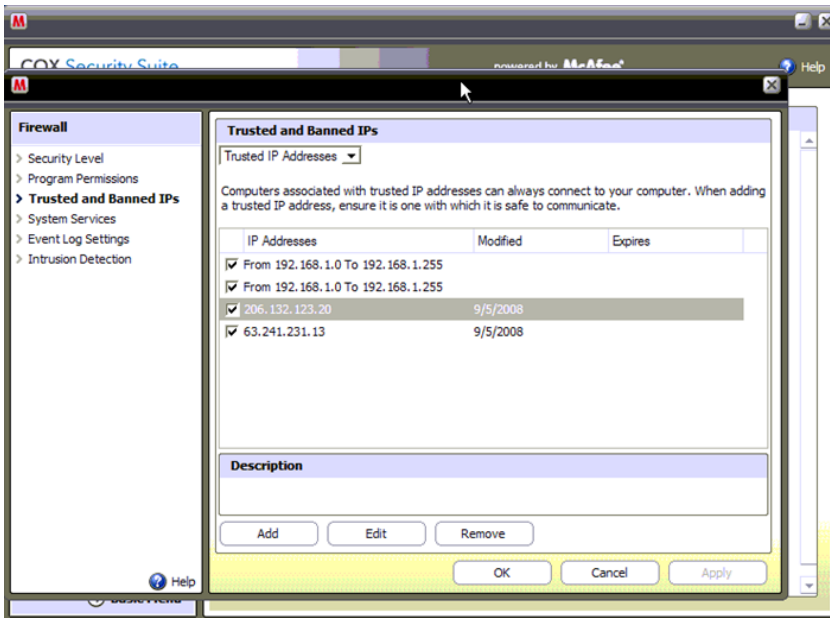 M
COX Security Suite
powered by McAfee®
Help
M
Firewall
Security Level
Program Permissions
Trusted and Banned IPs
System Services
Event Log Settings
Intrusion Detection
Help
Trusted and Banned IPs
Trusted IP Addresses
Computers associated with trusted IP addresses can always connect to your computer. When adding
a trusted IP address, ensure it is one with which it is safe to communicate.
IP Addresses Modified Expires
From 192.168.1.0 To 192.168.1.255
From 192.168.1.0 To 192.168.1.255
206.132.123.20 9/5/2008
63.241.231.13 9/5/2008
Description
Add Edit Remove
OK Cancel Apply
Basic Menu